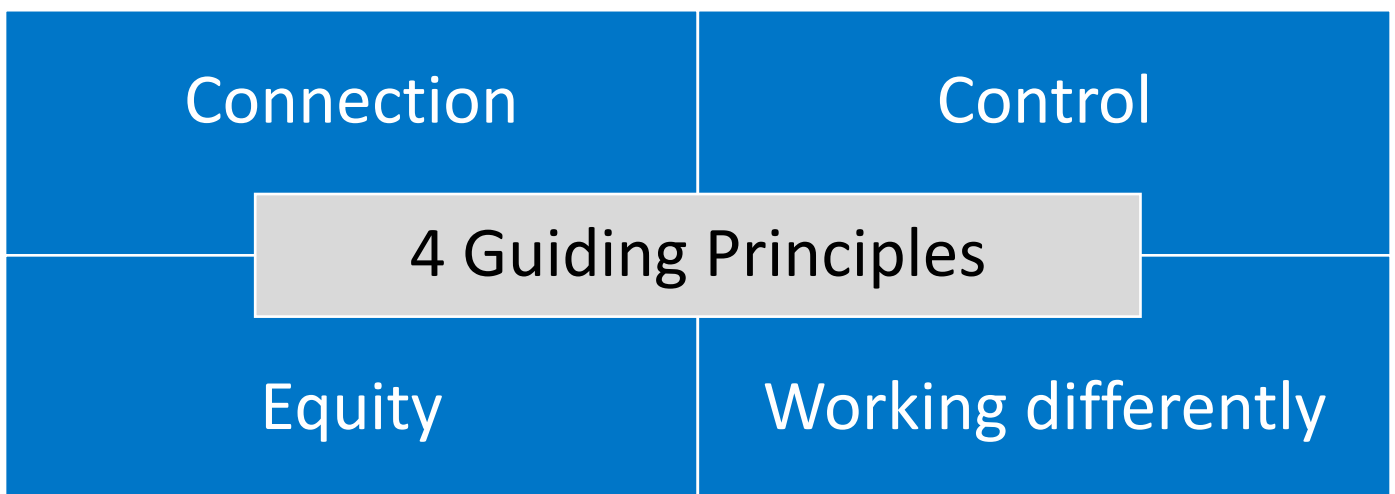 Connection
Control
4 Guiding Principles
Equity
Working differently